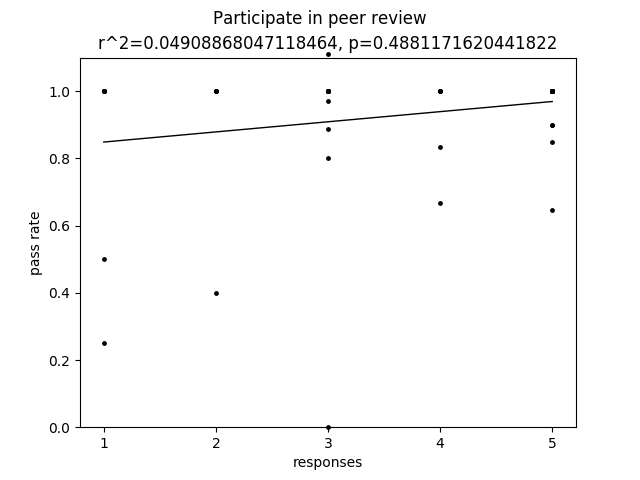 Participate in peer review
r^2=0.04908868047118464, p=0.4881171620441822
1.0
0.8
0.6
0.4
0.2
0.0
pass rate
1 2 3 4 5
responses